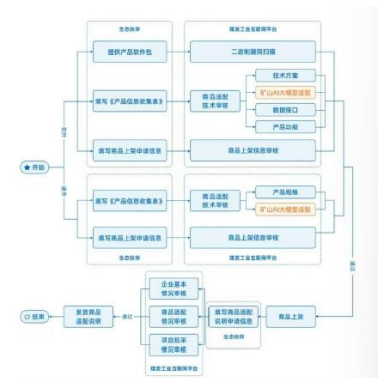 生态伙伴
煤炭工业互联网平台
提供产品软件包
二进制漏洞扫描
技术方案
填写《产品信息收集表》
商品适配
技术审核
矿山AI大模型适配
数据接口
产品功能
软件
填写商品上架申请信息
商品上架信息审核
开始
硬件
填写《产品信息收集表》
商品适配
技术审核
产品规格
矿山AI大模型适配
填写商品上架申请信息
商品上架信息审核
生态伙伴
煤炭工业互联网平台
通过
企业基本
情况审核
结束
发放商品
适配说明
通过
商品适配
情况审核
填写商品适配
说明申请信息
商品上架
生态伙伴
项目拟采
情况审核
煤炭工业互联网平台